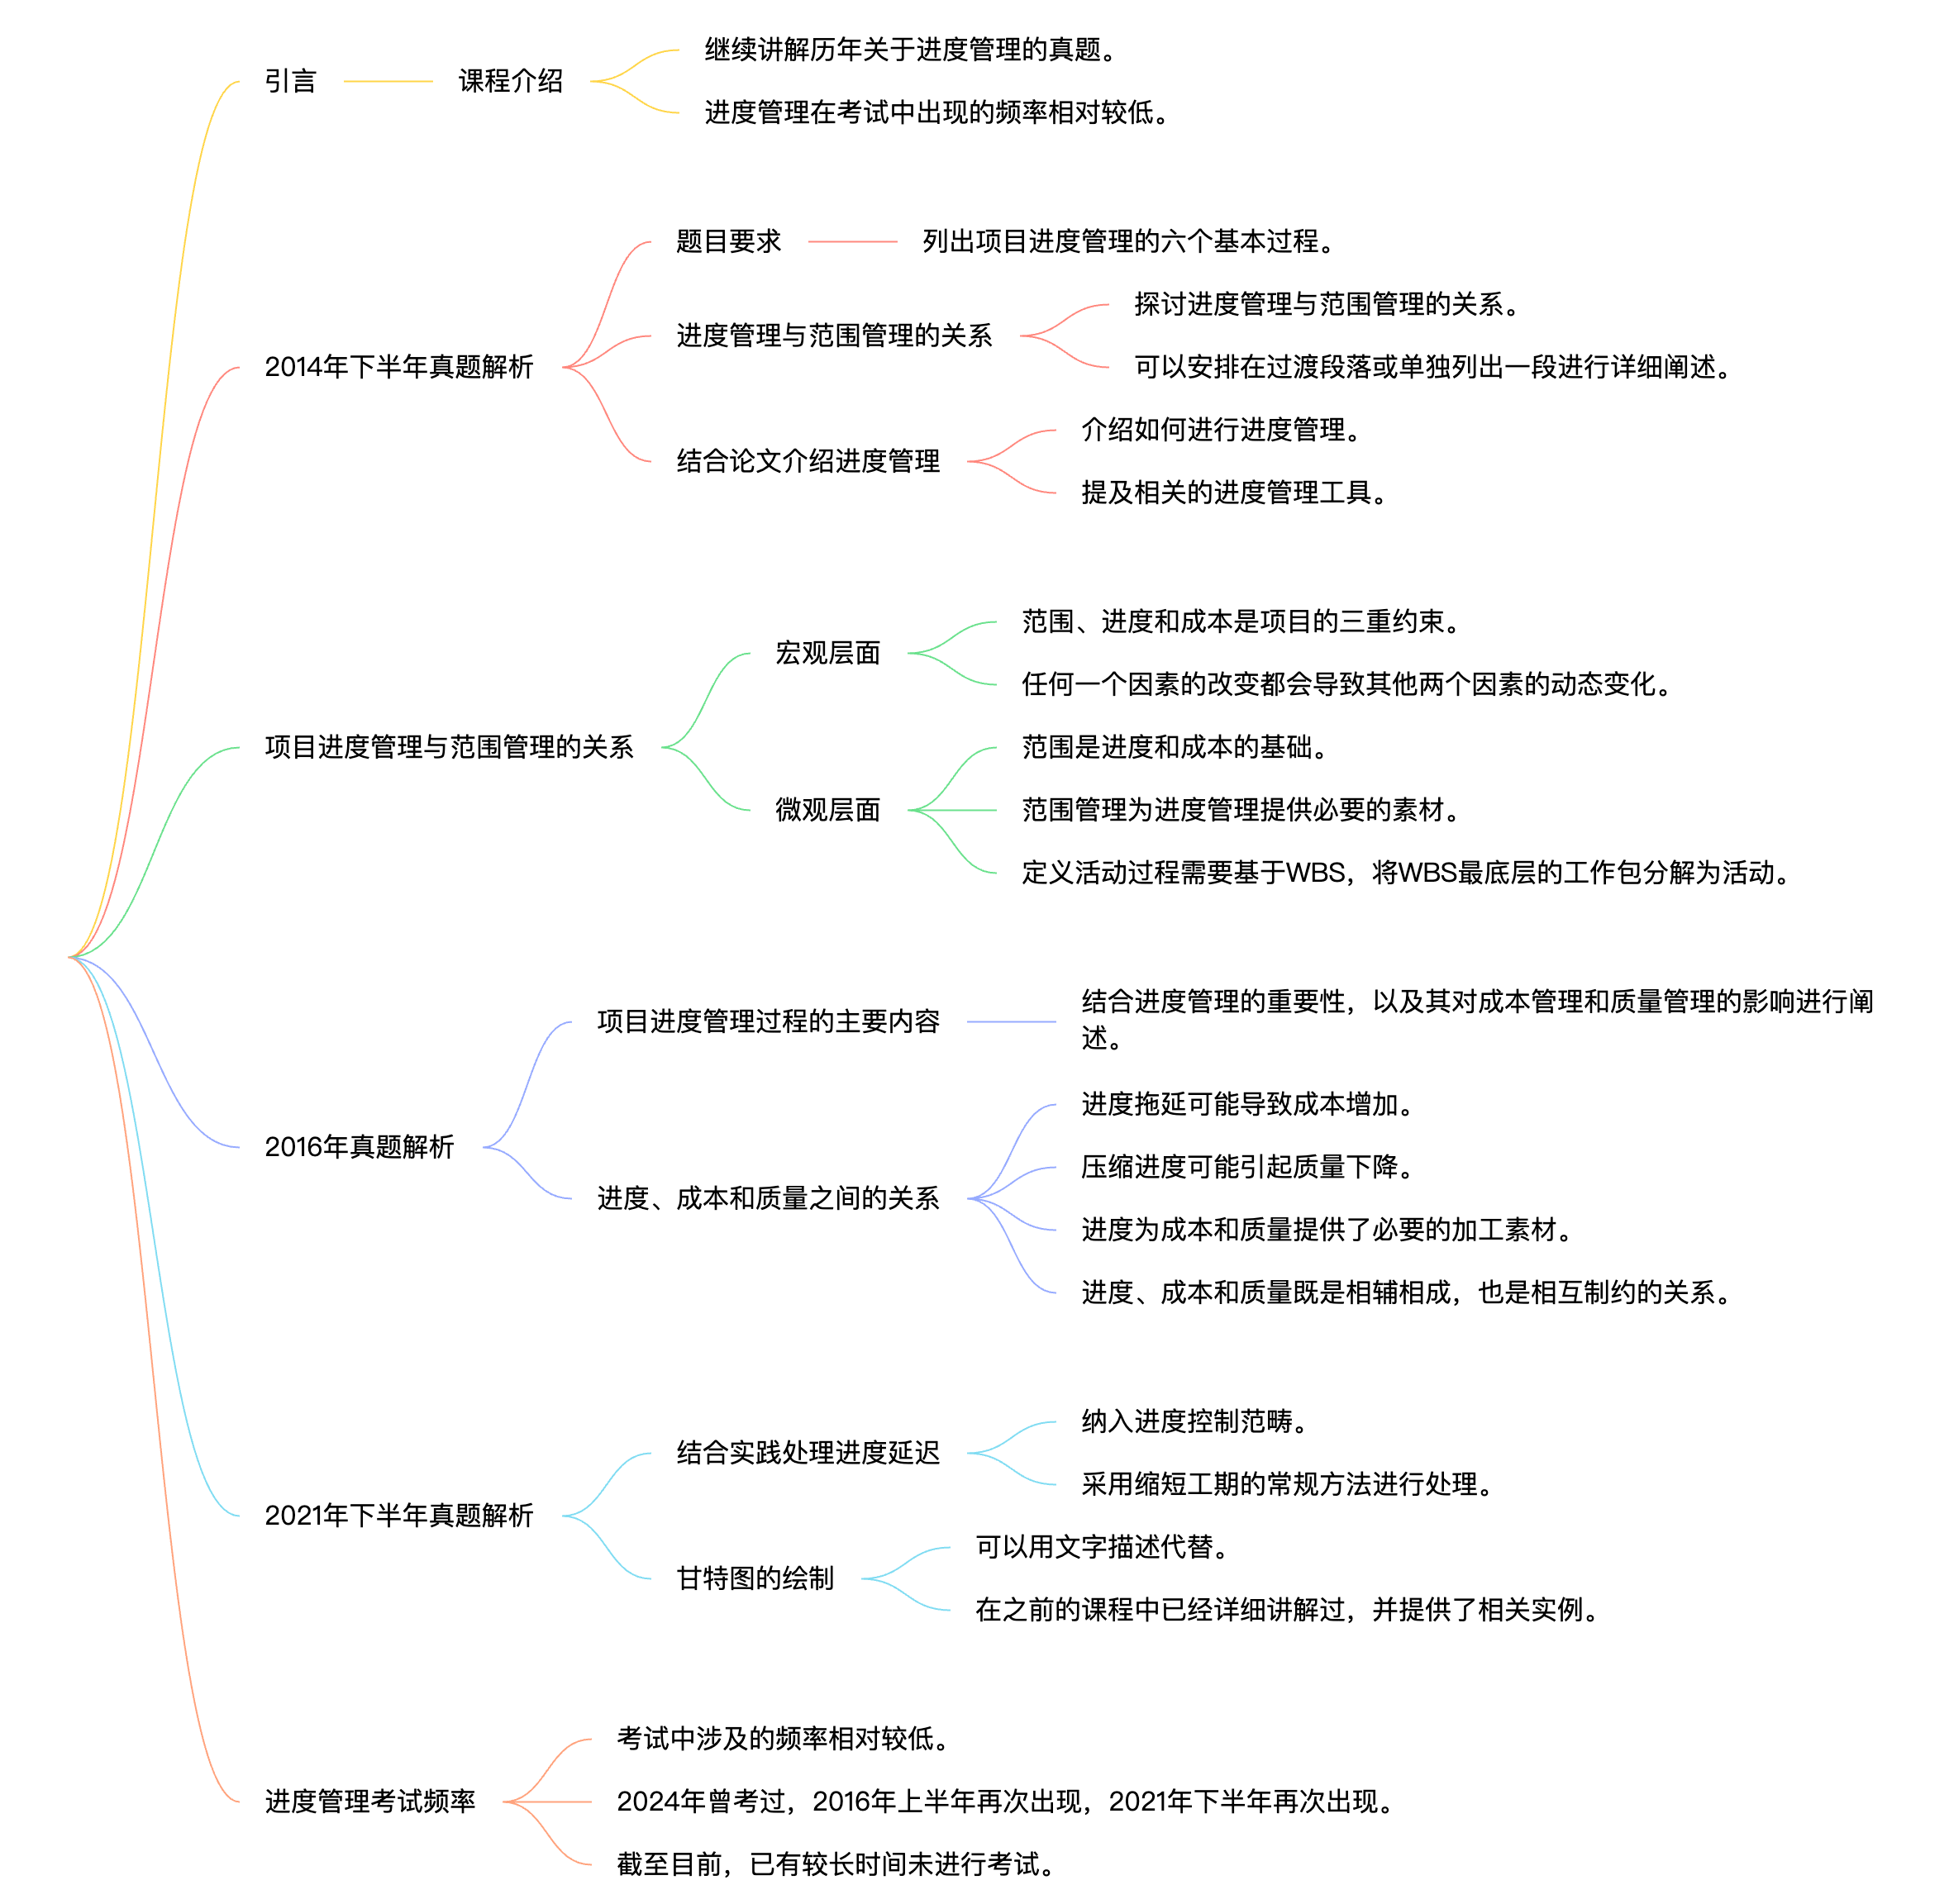 引言
课程介绍
继续讲解历年关于进度管理的真题。
进度管理在考试中出现的频率相对较低。
2014年下半年真题解析
题目要求
列出项目进度管理的六个基本过程。
进度管理与范围管理的关系
探讨进度管理与范围管理的关系。
可以安排在过渡段落或单独列出一段进行详细阐述。
结合论文介绍进度管理
介绍如何进行进度管理。
提及相关的进度管理工具。
项目进度管理与范围管理的关系
宏观层面
范围、进度和成本是项目的三重约束。
任何一个因素的改变都会导致其他两个因素的动态变化。
微观层面
范围是进度和成本的基础。
范围管理为进度管理提供必要的素材。
定义活动过程需要基于WBS，将WBS最底层的工作包分解为活动。
2016年真题解析
项目进度管理过程的主要内容
结合进度管理的重要性，以及其对成本管理和质量管理的影响进行阐
述。
进度、成本和质量之间的关系
进度拖延可能导致成本增加。
压缩进度可能引起质量下降。
进度为成本和质量提供了必要的加工素材。
进度、成本和质量既是相辅相成，也是相互制约的关系。
2021年下半年真题解析
结合实践处理进度延迟
纳入进度控制范畴。
采用缩短工期的常规方法进行处理。
甘特图的绘制
可以用文字描述代替。
在之前的课程中已经详细讲解过，并提供了相关实例。
进度管理考试频率
考试中涉及的频率相对较低。
2024年曾考过，2016年上半年再次出现，2021年下半年再次出现。
截至目前，已有较长时间未进行考试。